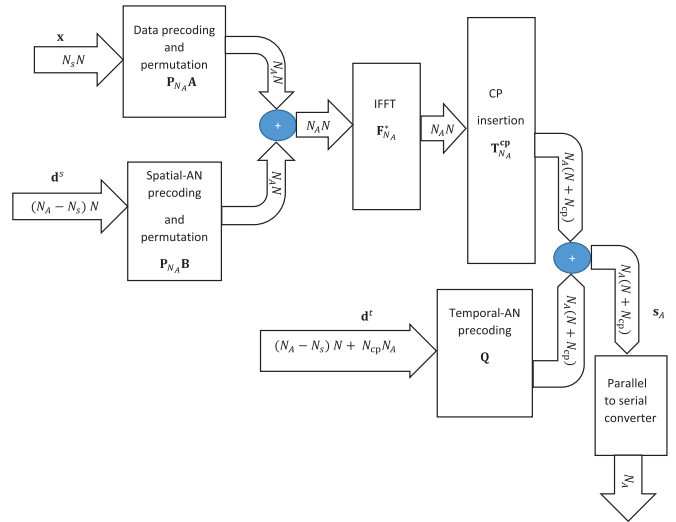 x
N_s N
Data precoding
and
permutation
P_{N_A} A
N_A N
+
N_A N
IFFT
F*_{N_A}
N_A N
CP
insertion
T^{cp}_{N_A}
N_A(N + N_cp)
d^s
(N_A − N_s) N
Spatial-AN
precoding
and
permutation
P_{N_A} B
N_A N
+
N_A(N + N_cp)
s_A
d^t
(N_A − N_s) N + N_cp N_A
Temporal-AN
precoding
Q
N_A(N + N_cp)
Parallel
to serial
converter
N_A